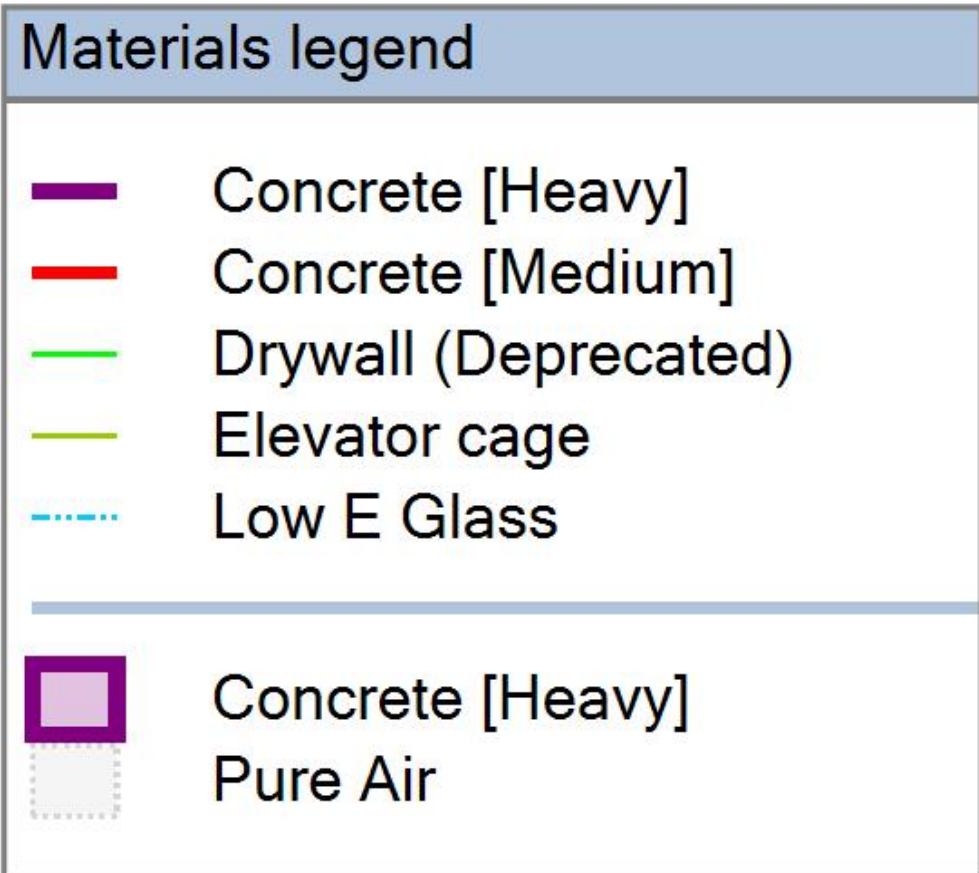 Materials legend
Concrete [Heavy]
Concrete [Medium]
Drywall (Deprecated)
Elevator cage
Low E Glass
Concrete [Heavy]
Pure Air